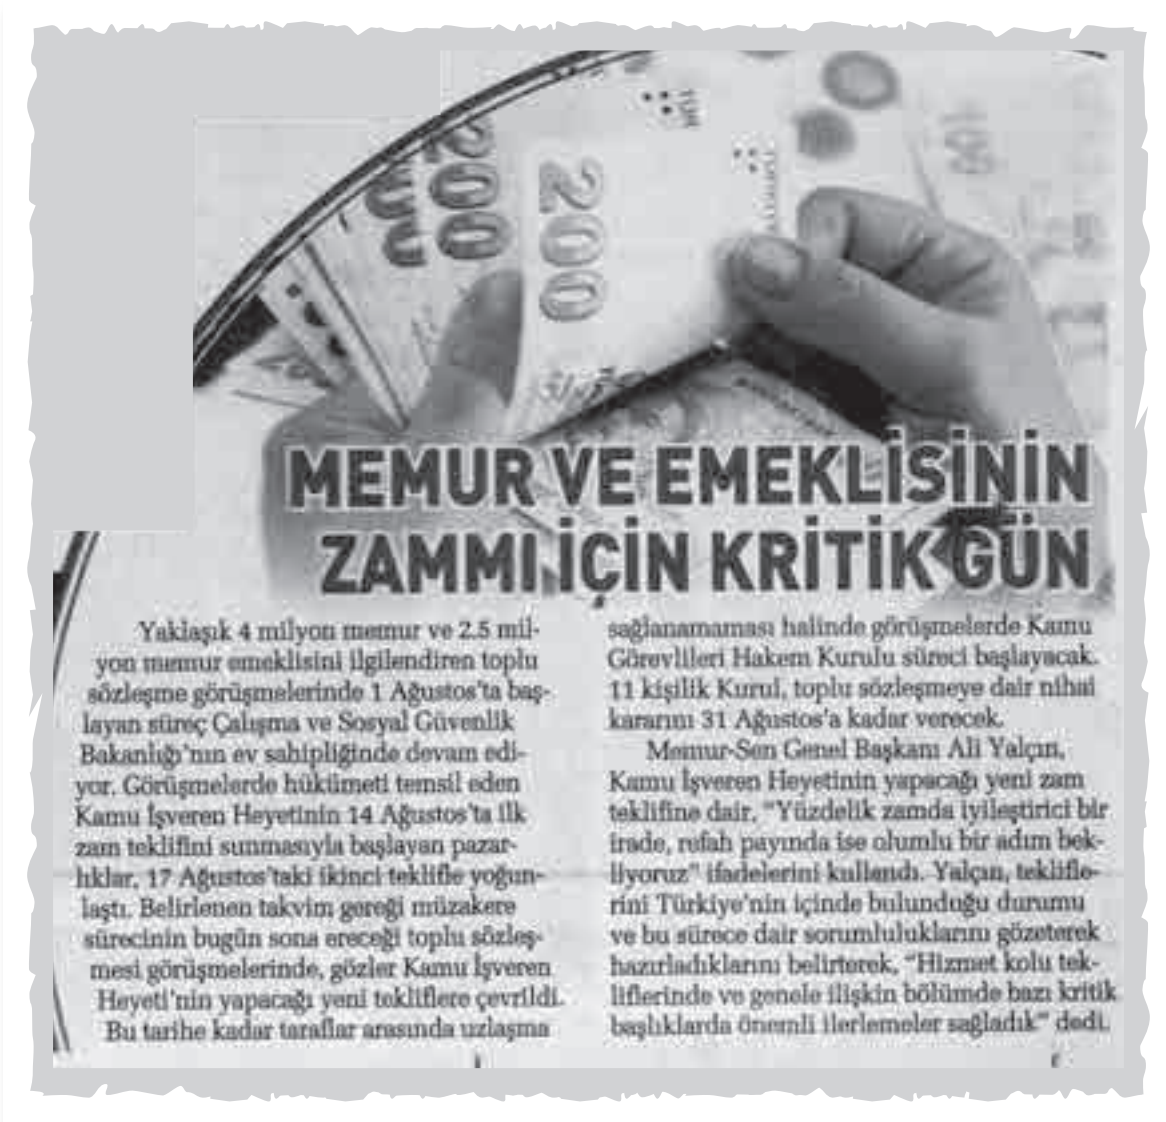 200
200
MEMUR VE EMEKLİSİNİN
ZAMMI İÇİN KRİTİK GÜN
Yaklaşık 4 milyon memur ve 2.5 mil-
yon memur emeklisini ilgilendiren toplu
sözleşme görüşmelerinde 1 Ağustos'ta baş-
layan süreç Çalışma ve Sosyal Güvenlik
Bakanlığı'nın ev sahipliğinde devam edi-
yor. Görüşmelerde hükümeti temsil eden
Kamu İşveren Heyetinin 14 Ağustos'ta ilk
zam teklifini sunmasıyla başlayan pazar-
lıklar, 17 Ağustos'taki ikinci teklifle yoğun-
laştı. Belirlenen takvim gereği müzakere
sürecinin bugün sona ereceği toplu sözleş-
mesi görüşmelerinde, gözler Kamu İşveren
Heyeti'nin yapacağı yeni tekliflere çevrildi.
Bu tarihe kadar taraflar arasında uzlaşma
sağlanamaması halinde görüşmelerde Kamu
Görevlileri Hakem Kurulu süreci başlayacak.
11 kişilik Kurul, toplu sözleşmeye dair nihai
kararını 31 Ağustos'a kadar verecek.
Memur-Sen Genel Başkanı Ali Yalçın,
Kamu İşveren Heyetinin yapacağı yeni zam
teklifine dair, "Yüzdelik zamda iyileştirici bir
irade, refah payında ise olumlu bir adım bek-
liyoruz" ifadelerini kullandı. Yalçın, teklifle-
rini Türkiye'nin içinde bulunduğu durumu
ve bu sürece dair sorumluluklarını gözeterek
hazırladıklarını belirterek, "Hizmet kolu tek-
liflerinde ve genele ilişkin bölümde bazı kritik
başlıklarda önemli ilerlemeler sağladık" dedi.